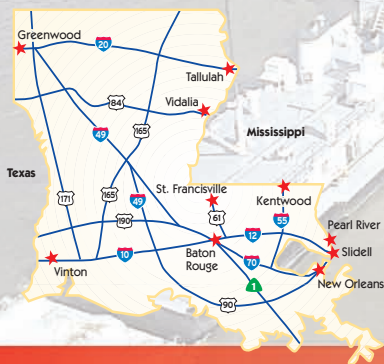 Greenwood
20
Tallulah
84
Vidalia
165
49
Mississippi
Texas
171
165
49
St. Francisville
Kentwood
190
61
55
Pearl River
12
Slidell
10
Baton
Rouge
70
Vinton
New Orleans
1
90